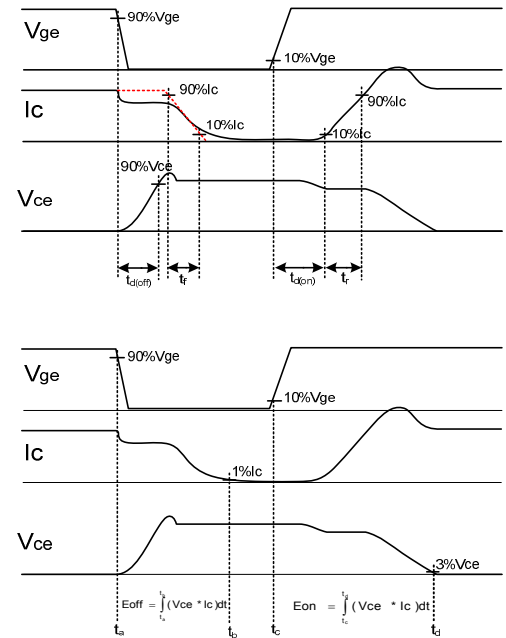 90%Vge
Vge
10%Vge
90%Ic
90%Ic
Ic
10%Ic
10%Ic
90%Vce
Vce
td(off)
tf
td(on)
tr
90%Vge
Vge
10%Vge
Ic
1%Ic
Vce
3%Vce
Eoff = ∫ (Vce * Ic)dt
Eon = ∫ (Vce * Ic)dt
ta
tb
tc
td